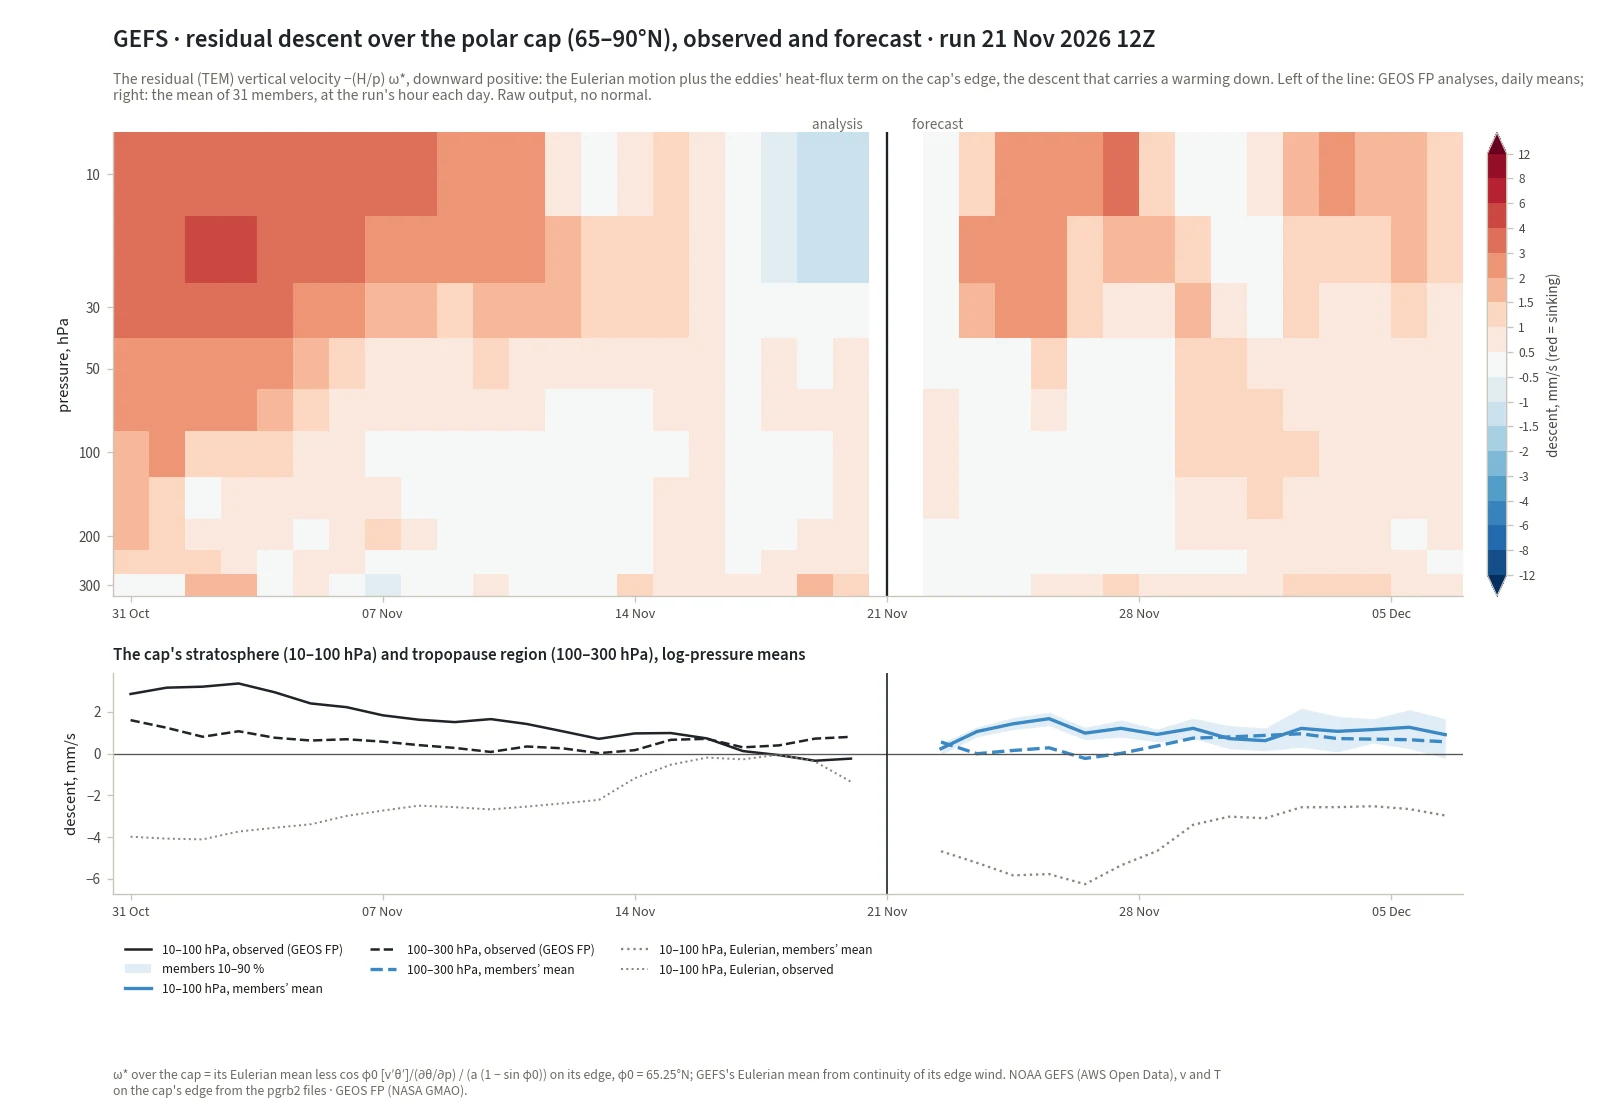 GEFS · residual descent over the polar cap (65–90°N), observed and forecast · run 21 Nov 2026 12Z
The residual (TEM) vertical velocity −(H/p) ω*, downward positive: the Eulerian motion plus the eddies' heat-flux term on the cap's edge, the descent that carries a warming down. Left of the line: GEOS FP analyses, daily means;
right: the mean of 31 members, at the run's hour each day. Raw output, no normal.
analysis
forecast
pressure, hPa
10
30
50
100
200
300
31 Oct
07 Nov
14 Nov
21 Nov
28 Nov
05 Dec
12
8
6
4
3
2
1.5
1
0.5
-0.5
-1
-1.5
-2
-3
-4
-6
-8
-12
descent, mm/s (red = sinking)
The cap's stratosphere (10–100 hPa) and tropopause region (100–300 hPa), log-pressure means
descent, mm/s
2
0
−2
−4
−6
31 Oct
07 Nov
14 Nov
21 Nov
28 Nov
05 Dec
10–100 hPa, observed (GEOS FP)
members 10–90 %
10–100 hPa, members’ mean
100–300 hPa, observed (GEOS FP)
100–300 hPa, members’ mean
10–100 hPa, Eulerian, members’ mean
10–100 hPa, Eulerian, observed
ω* over the cap = its Eulerian mean less cos φ0 [v′θ′]/(∂θ/∂p) / (a (1 − sin φ0)) on its edge, φ0 = 65.25°N; GEFS's Eulerian mean from continuity of its edge wind. NOAA GEFS (AWS Open Data), v and T
on the cap's edge from the pgrb2 files · GEOS FP (NASA GMAO).